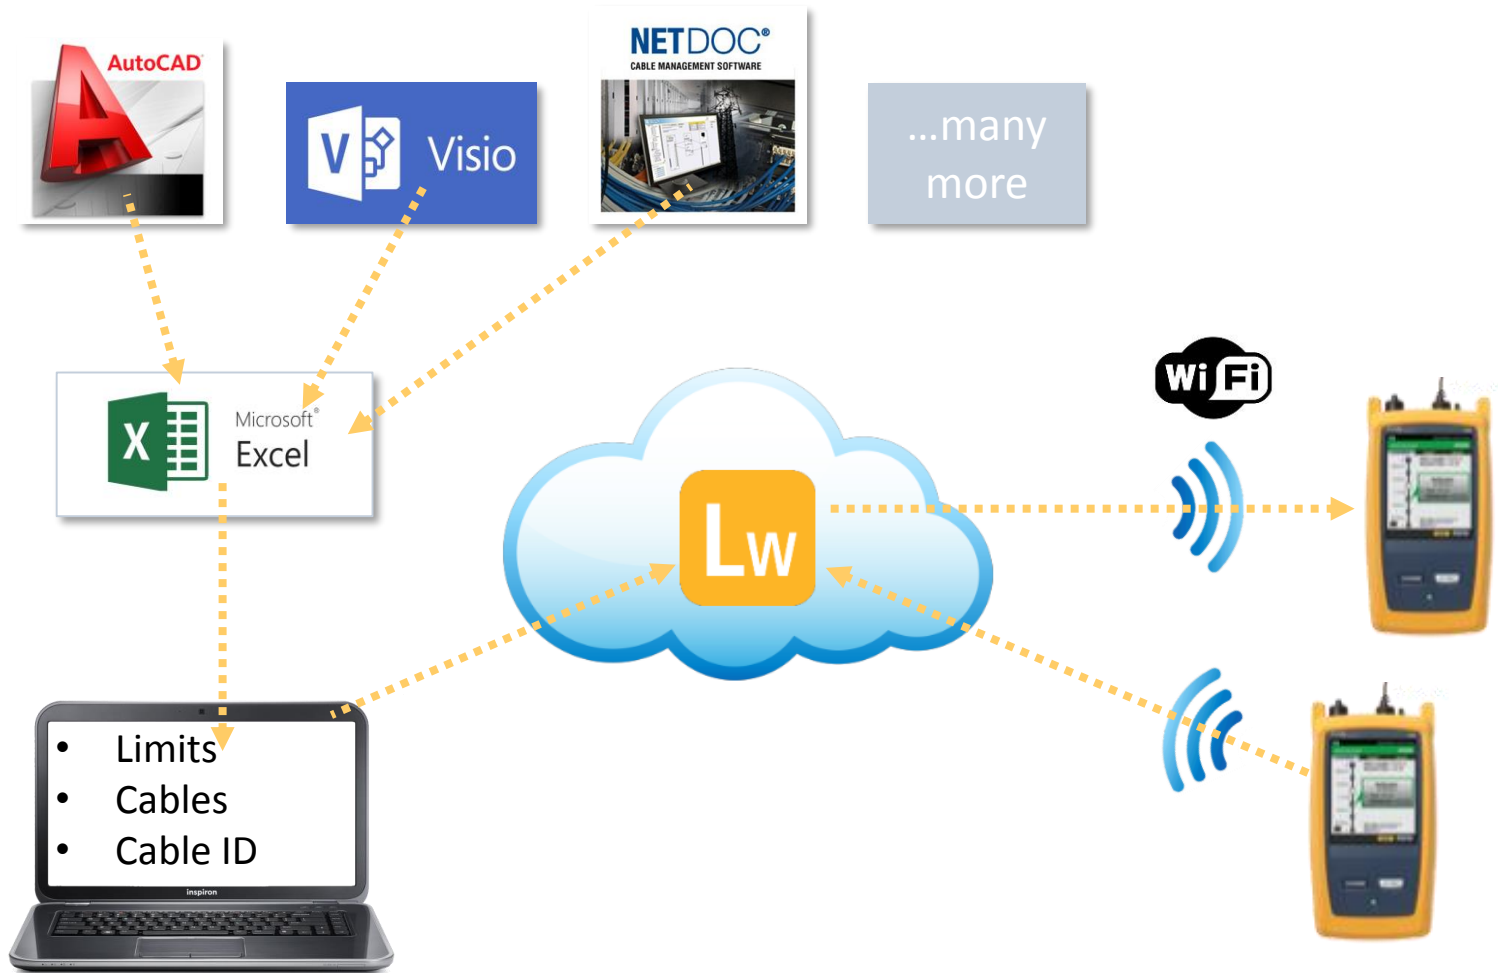 AutoCAD
Visio
NETDOC®
CABLE MANAGEMENT SOFTWARE
...many
more
Microsoft®
Excel
Lw
Wi Fi
• Limits
• Cables
• Cable ID
inspiron